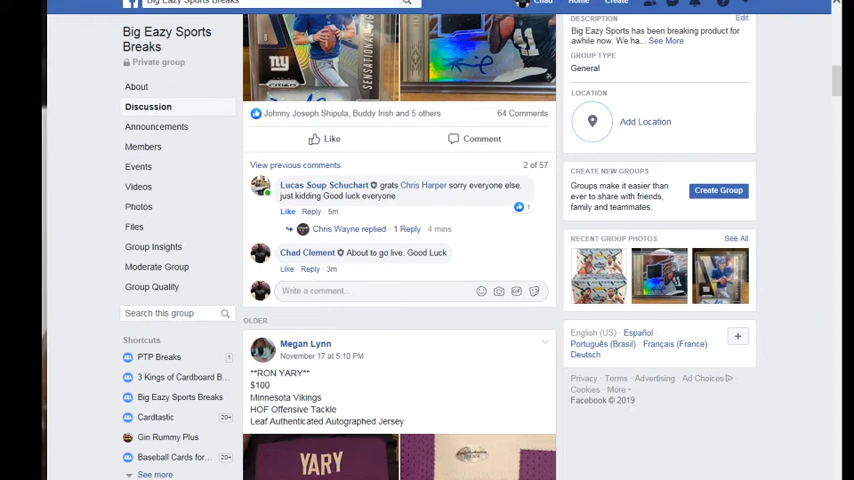 Big Eazy Sports Breaks
Chad
Home
Create
Big Eazy Sports
Breaks
Private group
About
Discussion
Announcements
Members
Events
Videos
Photos
Files
Group Insights
Moderate Group
Group Quality
Search this group
Shortcuts
PTP Breaks 1
3 Kings of Cardboard B...
Big Eazy Sports Breaks
Cardtastic 20+
Gin Rummy Plus
Baseball Cards for... 20+
See more
SENSATIONAL
Johnny Joseph Shipula, Buddy Irish and 5 others
64 Comments
Like
Comment
View previous comments
2 of 57
Lucas Soup Schuchart grats Chris Harper sorry everyone else.
just kidding Good luck everyone
1
Like · Reply · 5m
Chris Wayne replied · 1 Reply · 4 mins
Chad Clement About to go live. Good Luck
Like · Reply · 3m
Write a comment...
OLDER
Megan Lynn
November 17 at 5:10 PM
**RON YARY**
$100
Minnesota Vikings
HOF Offensive Tackle
Leaf Authenticated Autographed Jersey
YARY
DESCRIPTION
Edit
Big Eazy Sports has been breaking product for
awhile now. We ha... See More
GROUP TYPE
General
LOCATION
Add Location
CREATE NEW GROUPS
Groups make it easier than
ever to share with friends,
family and teammates.
Create Group
RECENT GROUP PHOTOS
See All
English (US) · Español ·
Português (Brasil) · Français (France) ·
Deutsch
Privacy · Terms · Advertising · Ad Choices ·
Cookies · More
Facebook © 2019